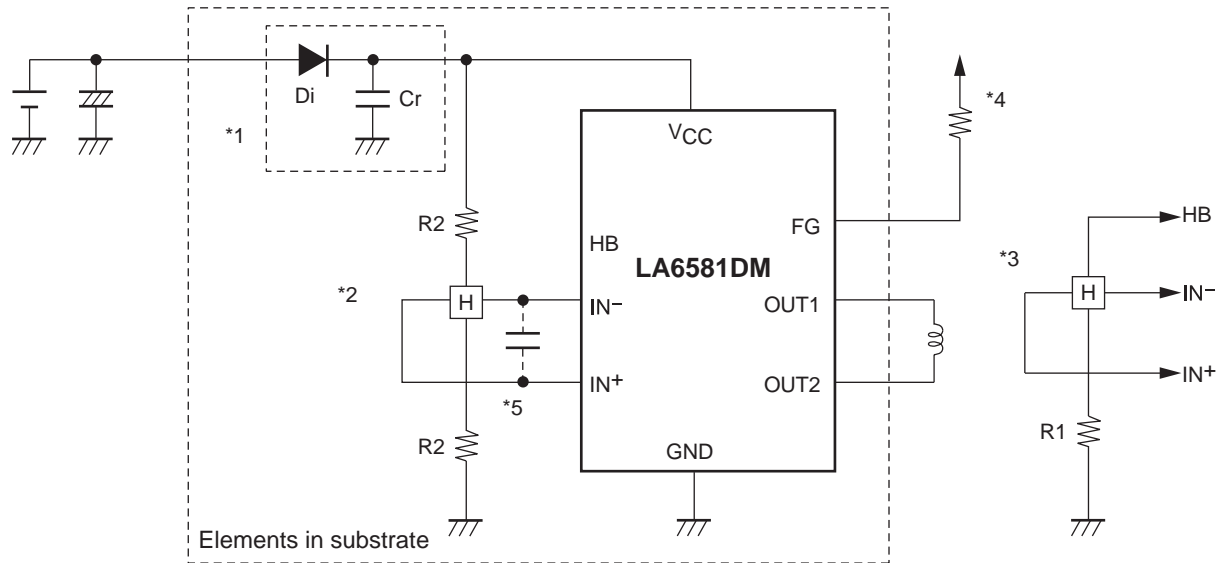 Di
Cr
*1
VCC
*4
R2
HB
FG
LA6581DM
*2
H
IN−
OUT1
IN+
OUT2
*5
R2
GND
Elements in substrate
HB
*3
H
IN−
IN+
R1